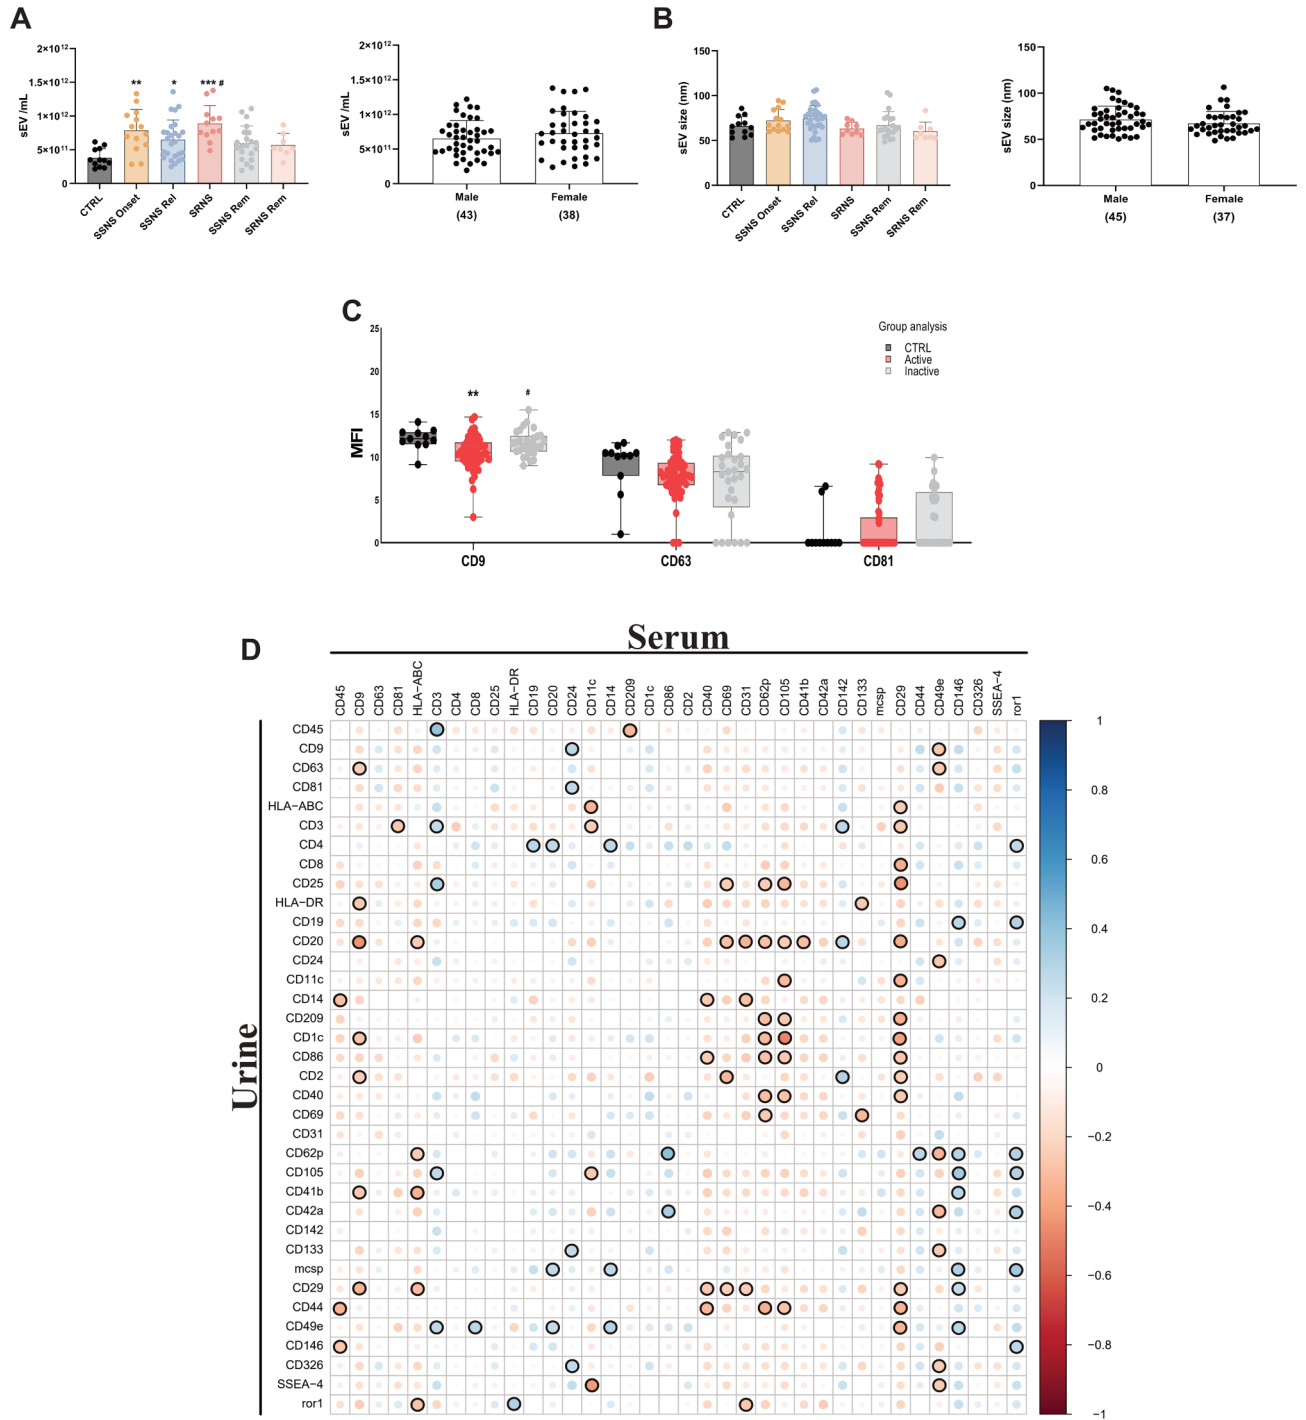 A
sEV /mL
2×10¹²
1.5×10¹²
1×10¹²
5×10¹¹
0
**
*
*** #
CTRL
SSNS Onset
SSNS Rel
SRNS
SSNS Rem
SRNS Rem
sEV /mL
2×10¹²
1.5×10¹²
1×10¹²
5×10¹¹
0
Male
(43)
Female
(38)
B
sEV size (nm)
150
100
50
0
CTRL
SSNS Onset
SSNS Rel
SRNS
SSNS Rem
SRNS Rem
sEV size (nm)
150
100
50
0
Male
(45)
Female
(37)
C
MFI
25
20
15
10
5
0
**
#
Group analysis
CTRL
Active
Inactive
CD9
CD63
CD81
D
Serum
CD45
CD9
CD63
CD81
HLA−ABC
CD3
CD4
CD8
CD25
HLA−DR
CD19
CD20
CD24
CD11c
CD14
CD209
CD1c
CD86
CD2
CD40
CD69
CD31
CD62p
CD105
CD41b
CD42a
CD142
CD133
mcsp
CD29
CD44
CD49e
CD146
CD326
SSEA−4
ror1
Urine
CD45
CD9
CD63
CD81
HLA−ABC
CD3
CD4
CD8
CD25
HLA−DR
CD19
CD20
CD24
CD11c
CD14
CD209
CD1c
CD86
CD2
CD40
CD69
CD31
CD62p
CD105
CD41b
CD42a
CD142
CD133
mcsp
CD29
CD44
CD49e
CD146
CD326
SSEA−4
ror1
1
0.8
0.6
0.4
0.2
0
−0.2
−0.4
−0.6
−0.8
−1